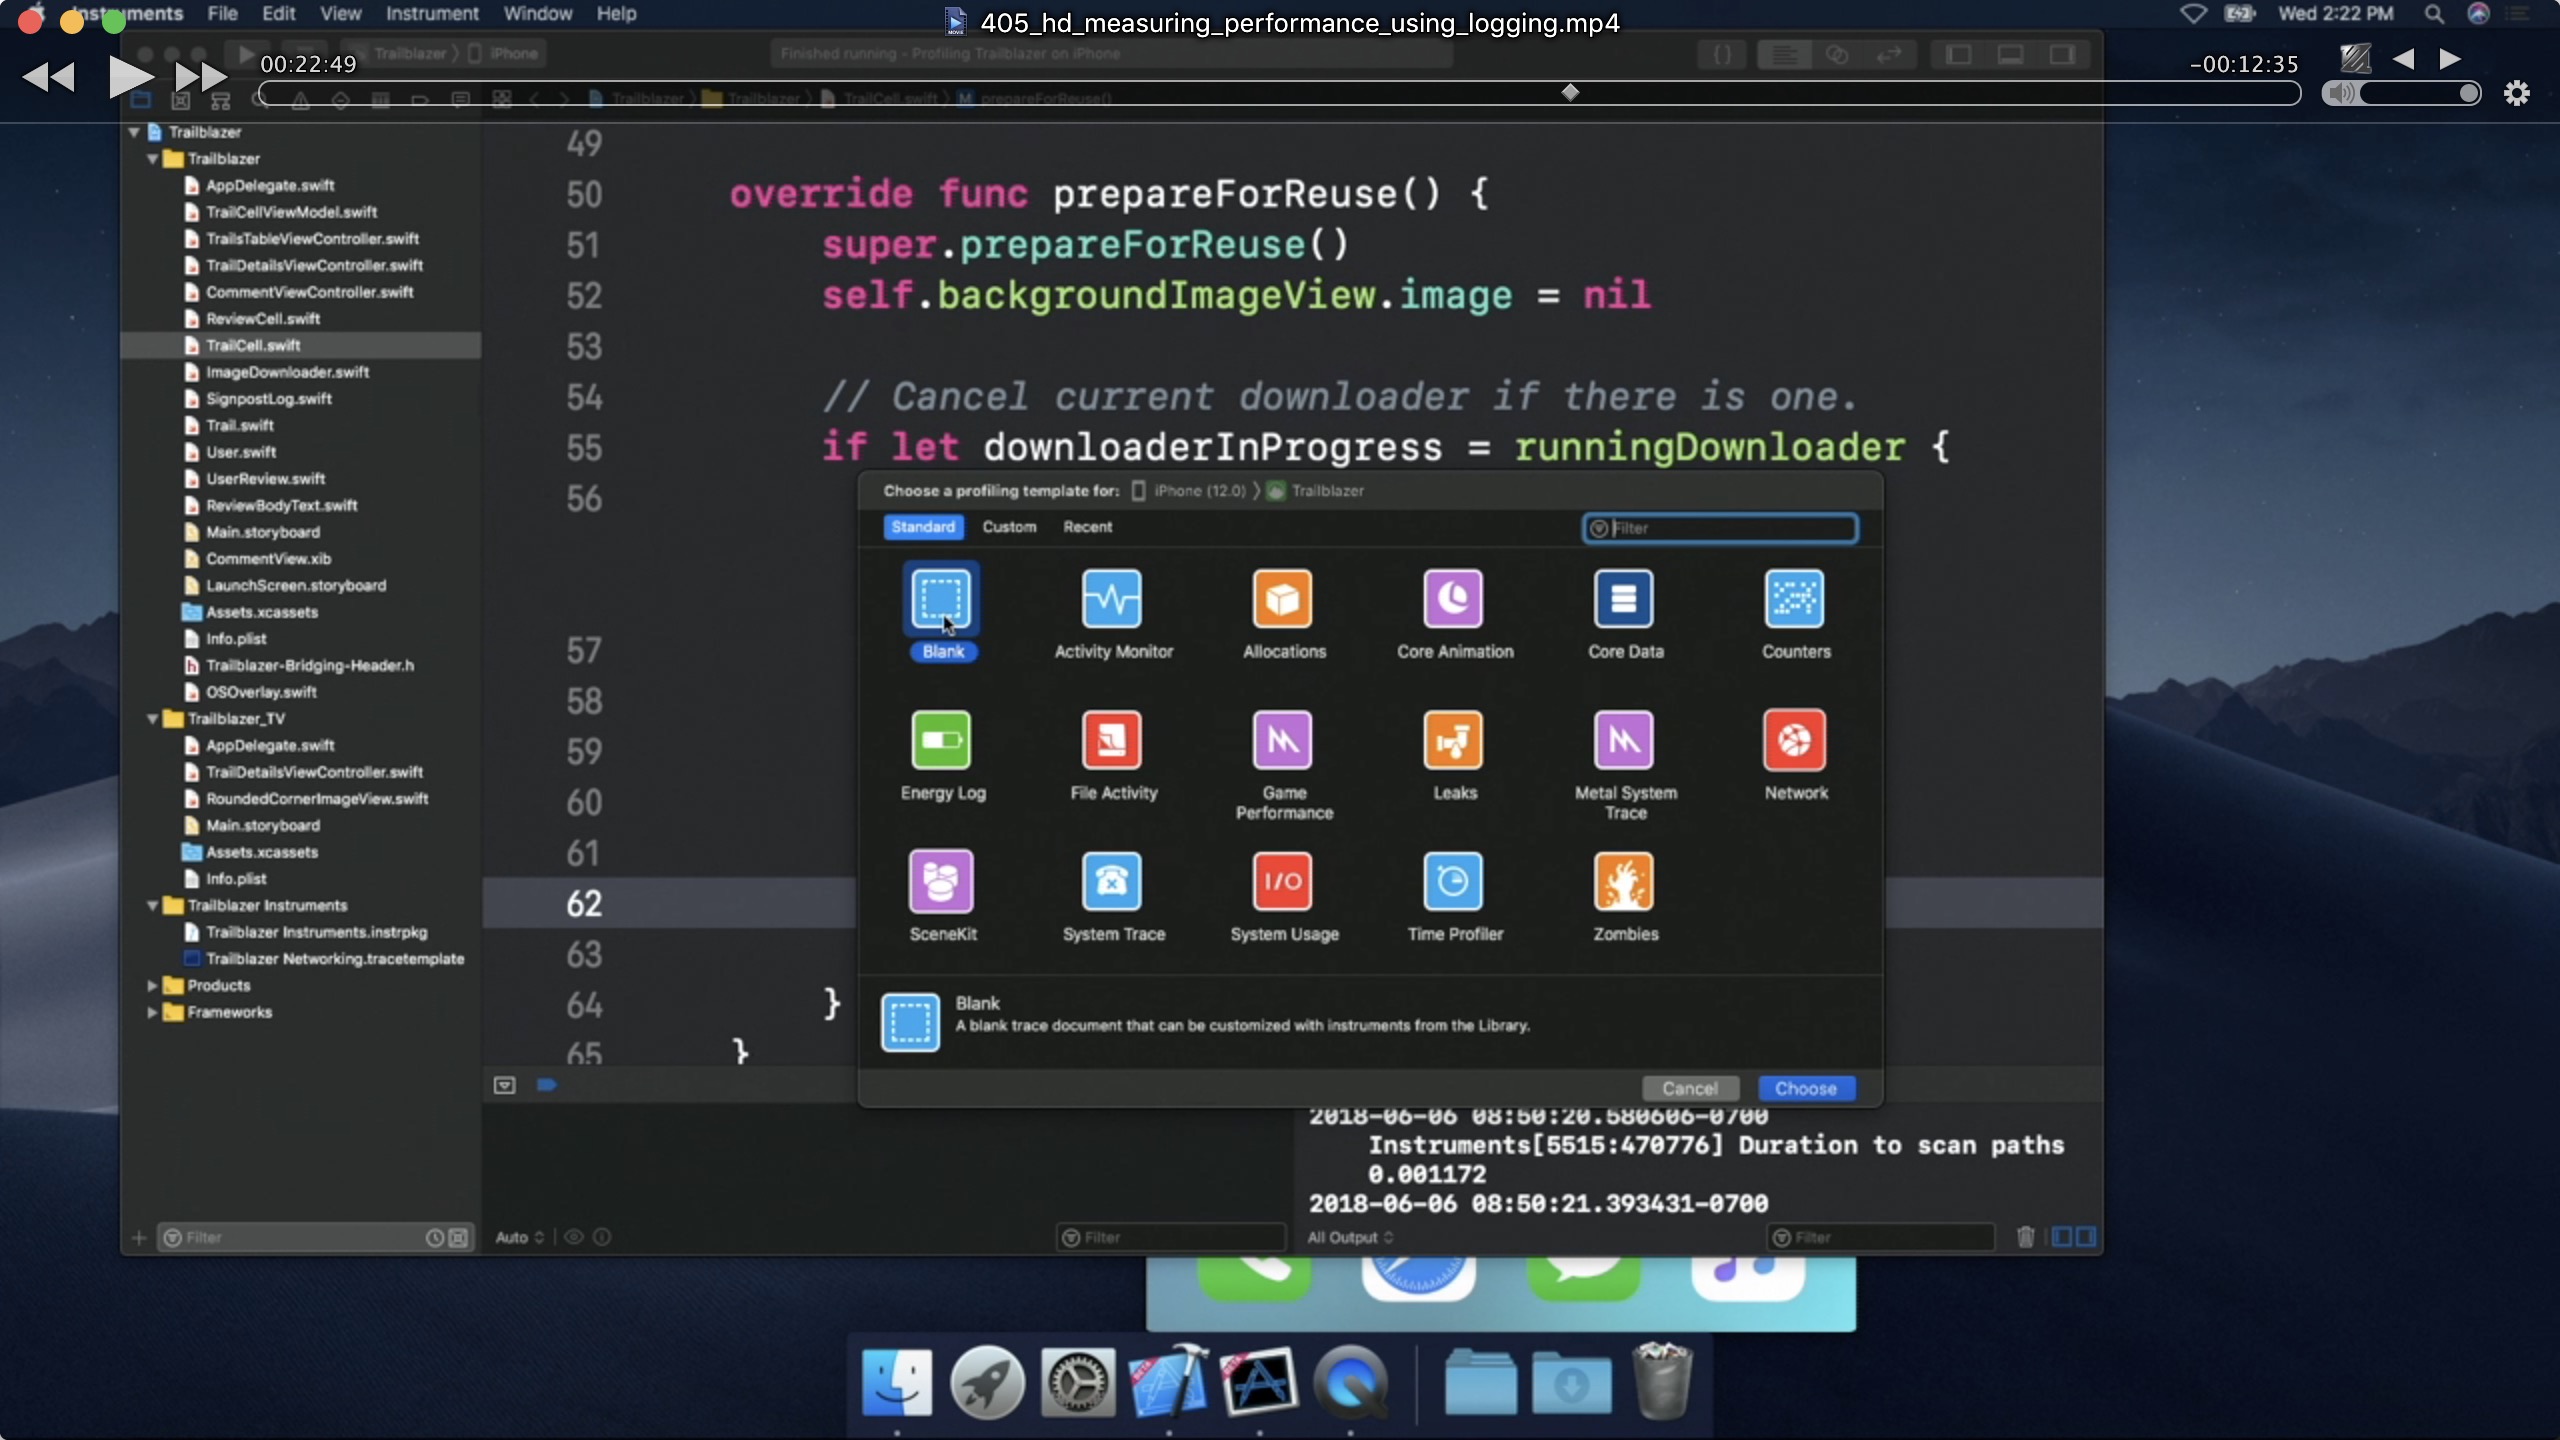 Instruments File Edit View Instrument Window Help
405_hd_measuring_performance_using_logging.mp4
Wed 2:22 PM
Trailblazer iPhone
Finished running - Profiling Trailblazer on iPhone
00:22:49
-00:12:35
Trailblazer Trailblazer TrailCell.swift M prepareForReuse()
Trailblazer
Trailblazer
AppDelegate.swift
TrailCellViewModel.swift
TrailsTableViewController.swift
TrailDetailsViewController.swift
CommentViewController.swift
ReviewCell.swift
TrailCell.swift
ImageDownloader.swift
SignpostLog.swift
Trail.swift
User.swift
UserReview.swift
ReviewBodyText.swift
Main.storyboard
CommentView.xib
LaunchScreen.storyboard
Assets.xcassets
Info.plist
Trailblazer-Bridging-Header.h
OSOverlay.swift
Trailblazer_TV
AppDelegate.swift
TrailDetailsViewController.swift
RoundedCornerImageView.swift
Main.storyboard
Assets.xcassets
Info.plist
Trailblazer Instruments
Trailblazer Instruments.instrpkg
Trailblazer Networking.tracetemplate
Products
Frameworks
Filter
49
50 override func prepareForReuse() {
51 super.prepareForReuse()
52 self.backgroundImageView.image = nil
53
54 // Cancel current downloader if there is one.
55 if let downloaderInProgress = runningDownloader {
56
57
58
59
60
61
62
63
64 }
65 }
Choose a profiling template for: iPhone (12.0) Trailblazer
Standard Custom Recent
Filter
Blank
Activity Monitor
Allocations
Core Animation
Core Data
Counters
Energy Log
File Activity
Game Performance
Leaks
Metal System Trace
Network
SceneKit
System Trace
I/O
System Usage
Time Profiler
Zombies
Blank
A blank trace document that can be customized with instruments from the Library.
Cancel Choose
2018-06-06 08:50:20.580606-0700
Instruments[5515:470776] Duration to scan paths
0.001172
2018-06-06 08:50:21.393431-0700
Auto
Filter
All Output
Filter